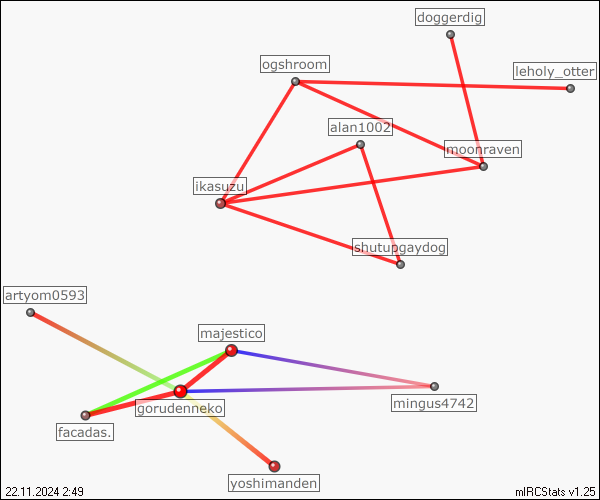 doggerdig
ogshroom
leholy_otter
alan1002
moonraven
ikasuzu
shutupgaydog
artyom0593
majestico
gorudenneko
mingus4742
facadas.
yoshimanden
22.11.2024 2:49
mIRCStats v1.25